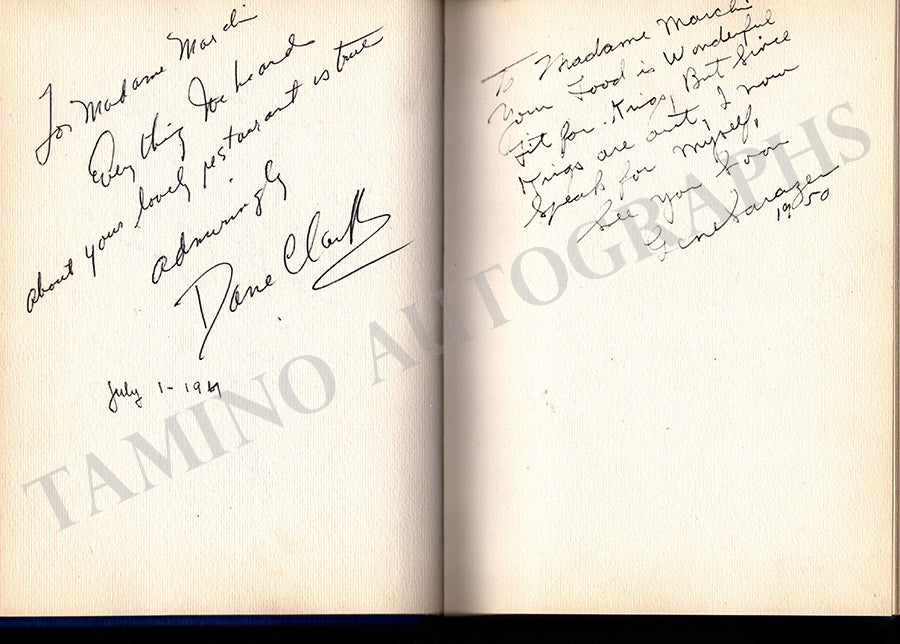 For Madame Marchi
Everything I've heard
about your lovely restaurant is true
admiringly
Dane Clark
July 1-19
To Madame Marchi
Your Food is Wonderful
Fit for Kings, But Since
Kings are out, I now
Speak for Myself,
See You Soon
Gene Sarazen
1950
TAMINO AUTOGRAPHS